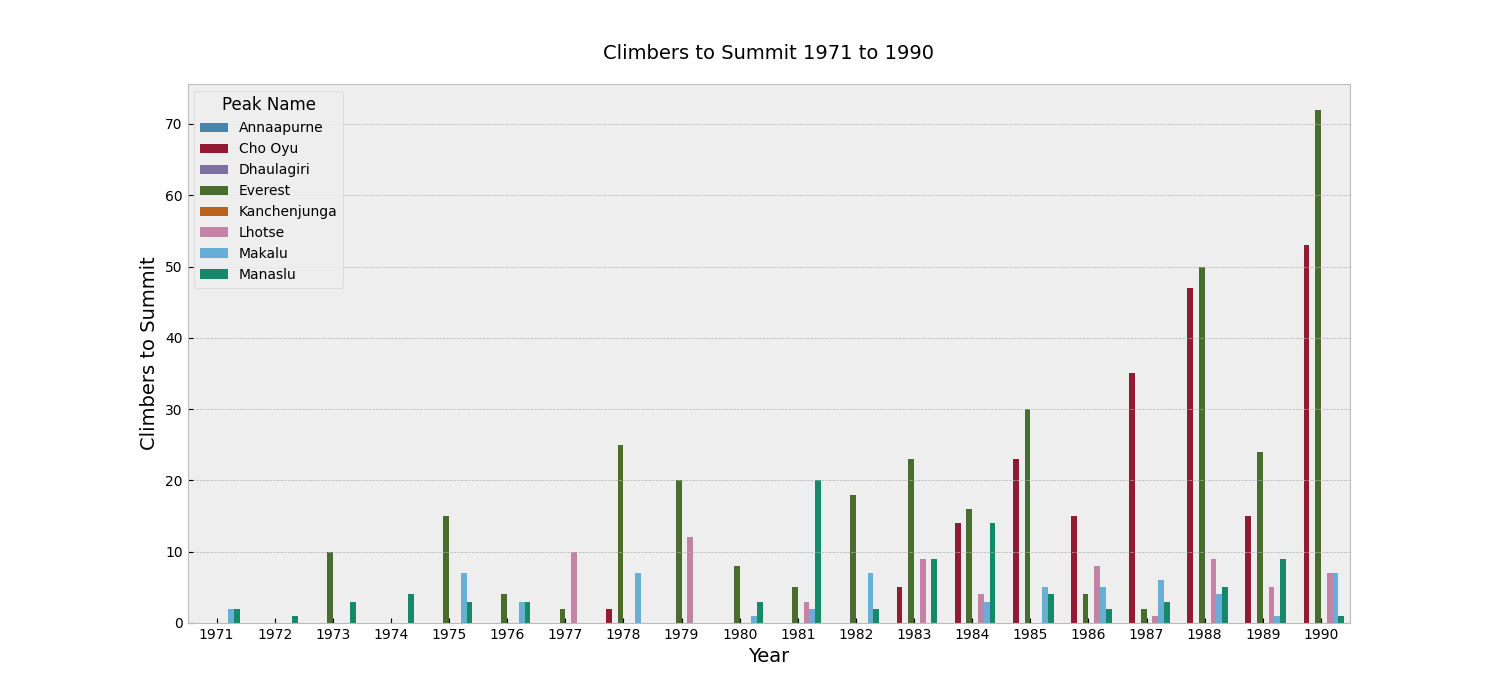 Climbers to Summit 1971 to 1990
Peak Name
Annaapurne
Cho Oyu
Dhaulagiri
Everest
Kanchenjunga
Lhotse
Makalu
Manaslu
Climbers to Summit
70
60
50
40
30
20
10
0
1971 1972 1973 1974 1975 1976 1977 1978 1979 1980 1981 1982 1983 1984 1985 1986 1987 1988 1989 1990
Year